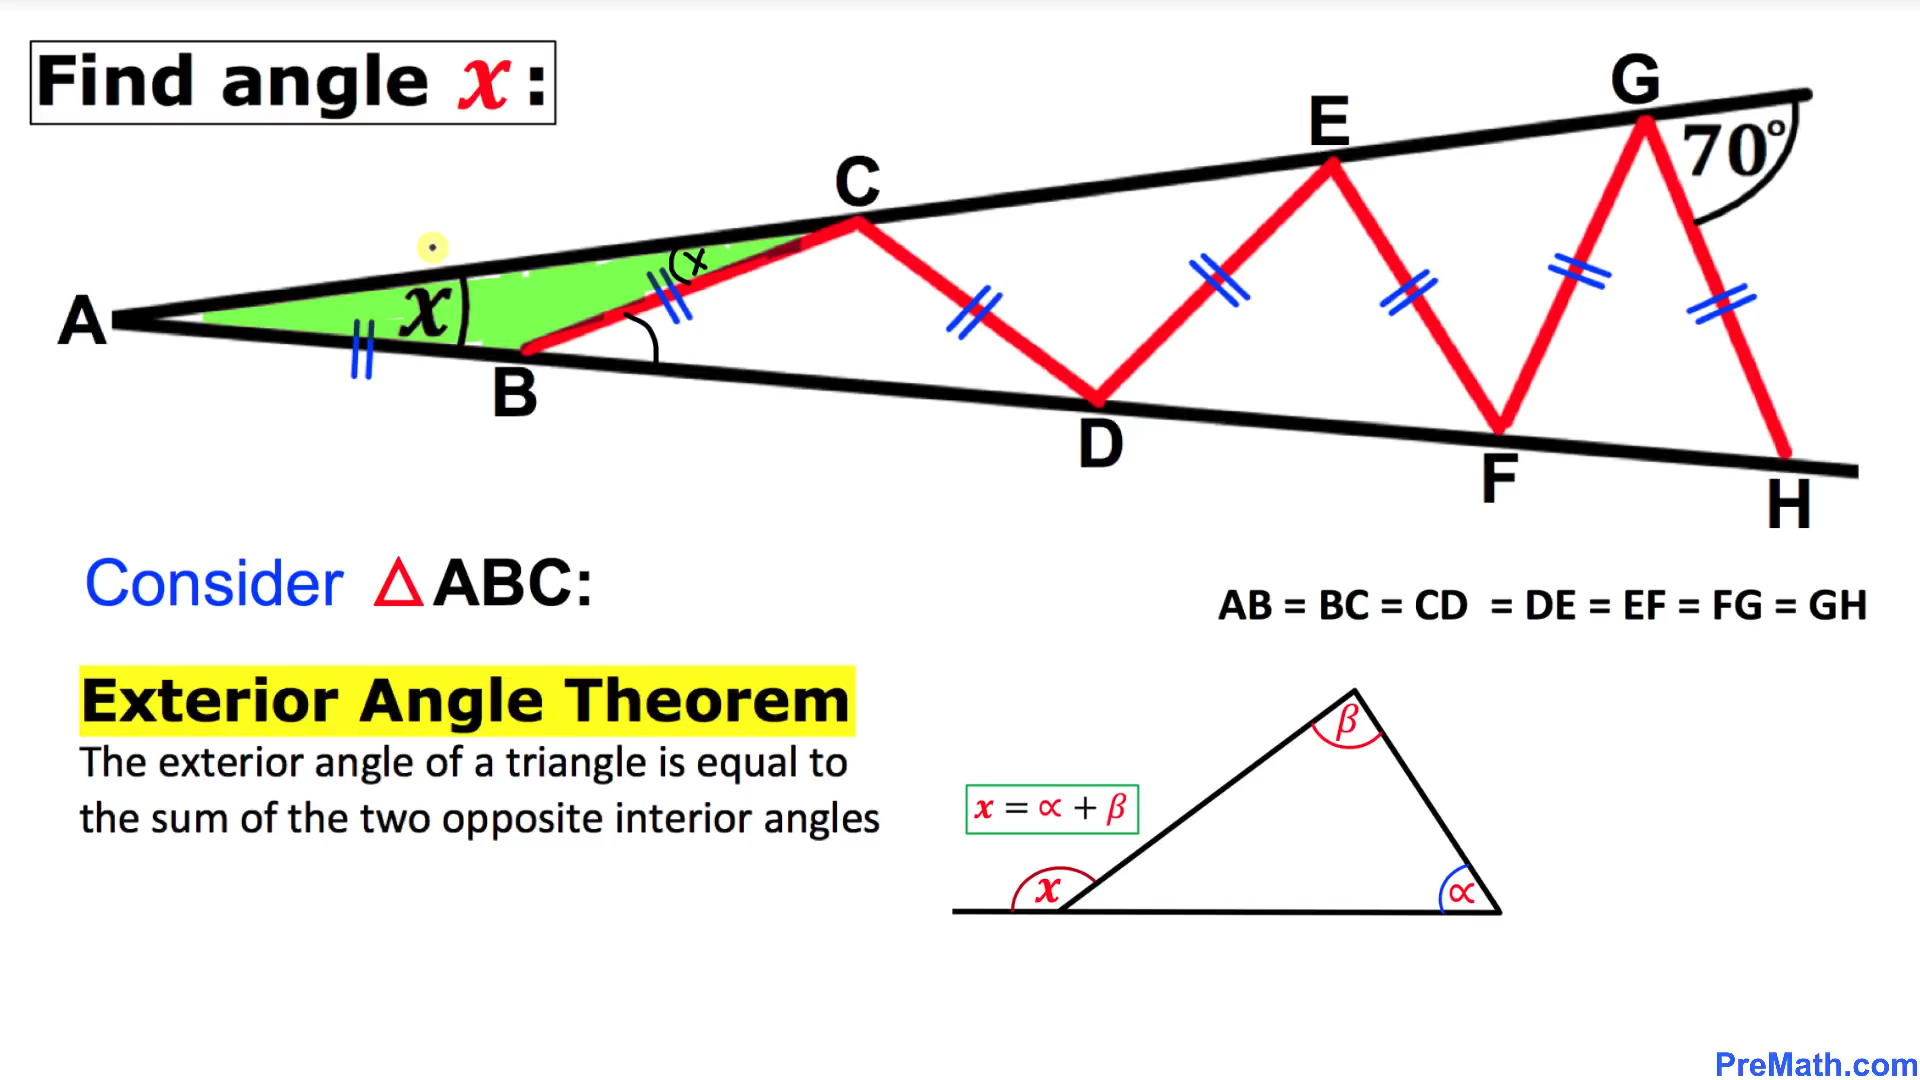 Find angle x :
G
E
70°
C
x
A
x
B
D
F
H
Consider △ABC:
AB = BC = CD = DE = EF = FG = GH
Exterior Angle Theorem
The exterior angle of a triangle is equal to
the sum of the two opposite interior angles
β
x = ∝ + β
x
∝
PreMath.com